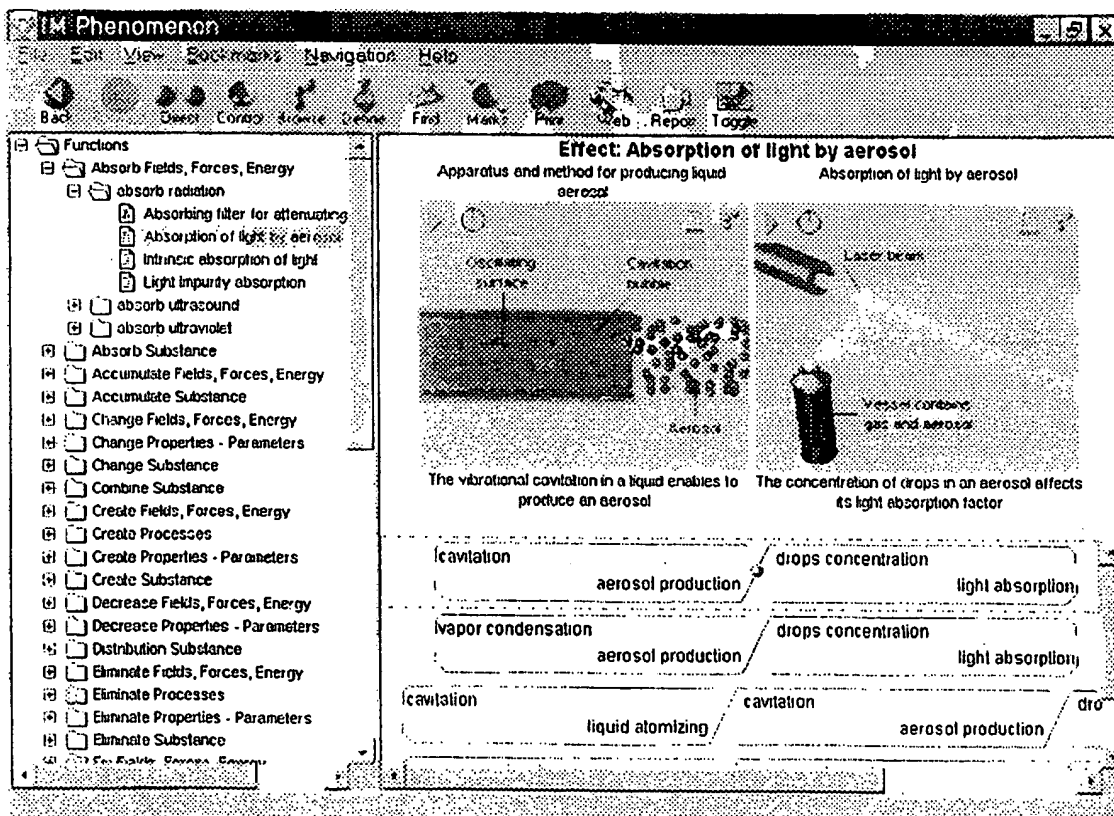 IM Phenomenon
File Edit View Bookmarks Navigation Help
Back Direct Control Browse Define Find Marks Print Web Report Toggle
Functions
Absorb Fields, Forces, Energy
absorb radiation
Absorbing filter for attenuating
Absorption of light by aerosol
Intrinsic absorption of light
Light impurity absorption
absorb ultrasound
absorb ultraviolet
Absorb Substance
Accumulate Fields, Forces, Energy
Accumulate Substance
Change Fields, Forces, Energy
Change Properties - Parameters
Change Substance
Combine Substance
Create Fields, Forces, Energy
Create Processes
Create Properties - Parameters
Create Substance
Decrease Fields, Forces, Energy
Decrease Properties - Parameters
Distribution Substance
Eliminate Fields, Forces, Energy
Eliminate Processes
Eliminate Properties - Parameters
Eliminate Substance
Effect: Absorption of light by aerosol
Apparatus and method for producing liquid
aerosol
Oscillating
surface
Cavitation
bubble
Aerosol
The vibrational cavitation in a liquid enables to
produce an aerosol
Absorption of light by aerosol
Laser beam
Vessel contains
gas and aerosol
The concentration of drops in an aerosol affects
its light absorption factor
cavitation
aerosol production
drops concentration
light absorption
vapor condensation
aerosol production
drops concentration
light absorption
cavitation
liquid atomizing
cavitation
aerosol production
dro